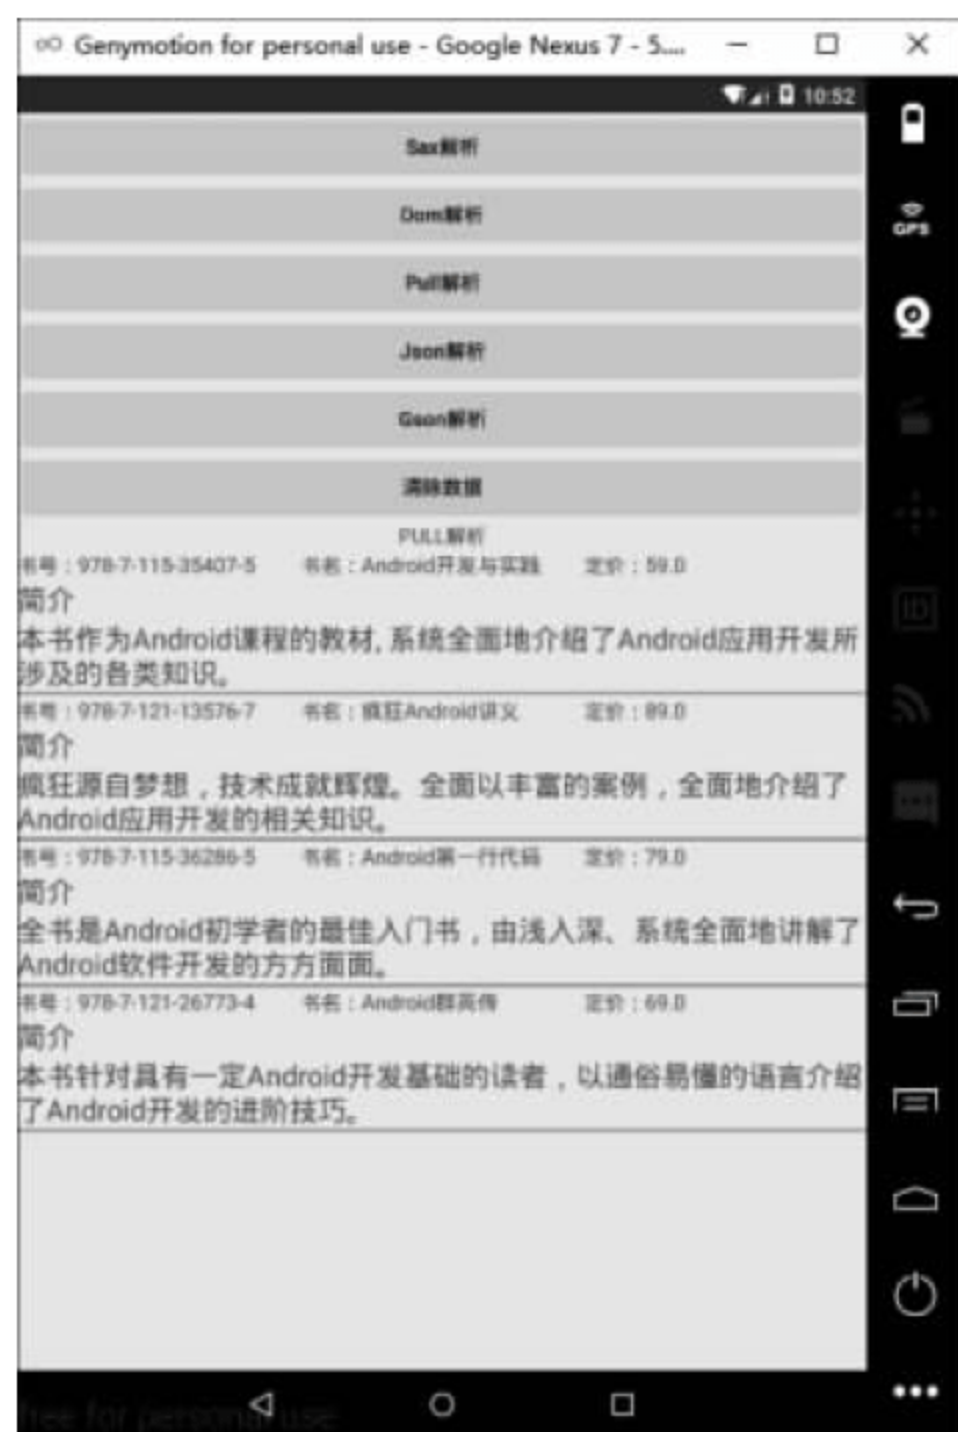 Genymotion for personal use - Google Nexus 7 - 5....
10:52
Sax解析
GPS
Dom解析
Pull解析
Json解析
Gson解析
清除数据
PULL解析
书号：978-7-115-35407-5 书名：Android开发与实践 定价：59.0
简介
本书作为Android课程的教材,系统全面地介绍了Android应用开发所
涉及的各类知识。
书号：978-7-121-13576-7 书名：疯狂Android讲义 定价：89.0
简介
疯狂源自梦想，技术成就辉煌。全面以丰富的案例，全面地介绍了
Android应用开发的相关知识。
书号：978-7-115-36286-5 书名：Android第一行代码 定价：79.0
简介
全书是Android初学者的最佳入门书，由浅入深、系统全面地讲解了
Android软件开发的方方面面。
书号：978-7-121-26773-4 书名：Android群英传 定价：69.0
简介
本书针对具有一定Android开发基础的读者，以通俗易懂的语言介绍
了Android开发的进阶技巧。
ID
free for personal use